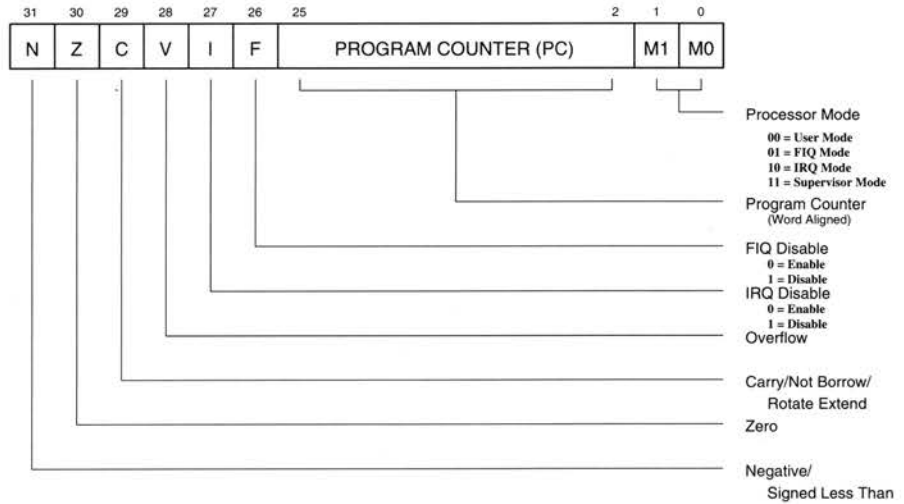 31 30 29 28 27 26 25 2 1 0
N Z C V I F PROGRAM COUNTER (PC) M1 M0
Processor Mode
00 = User Mode
01 = FIQ Mode
10 = IRQ Mode
11 = Supervisor Mode
Program Counter
(Word Aligned)
FIQ Disable
0 = Enable
1 = Disable
IRQ Disable
0 = Enable
1 = Disable
Overflow
Carry/Not Borrow/
Rotate Extend
Zero
Negative/
Signed Less Than